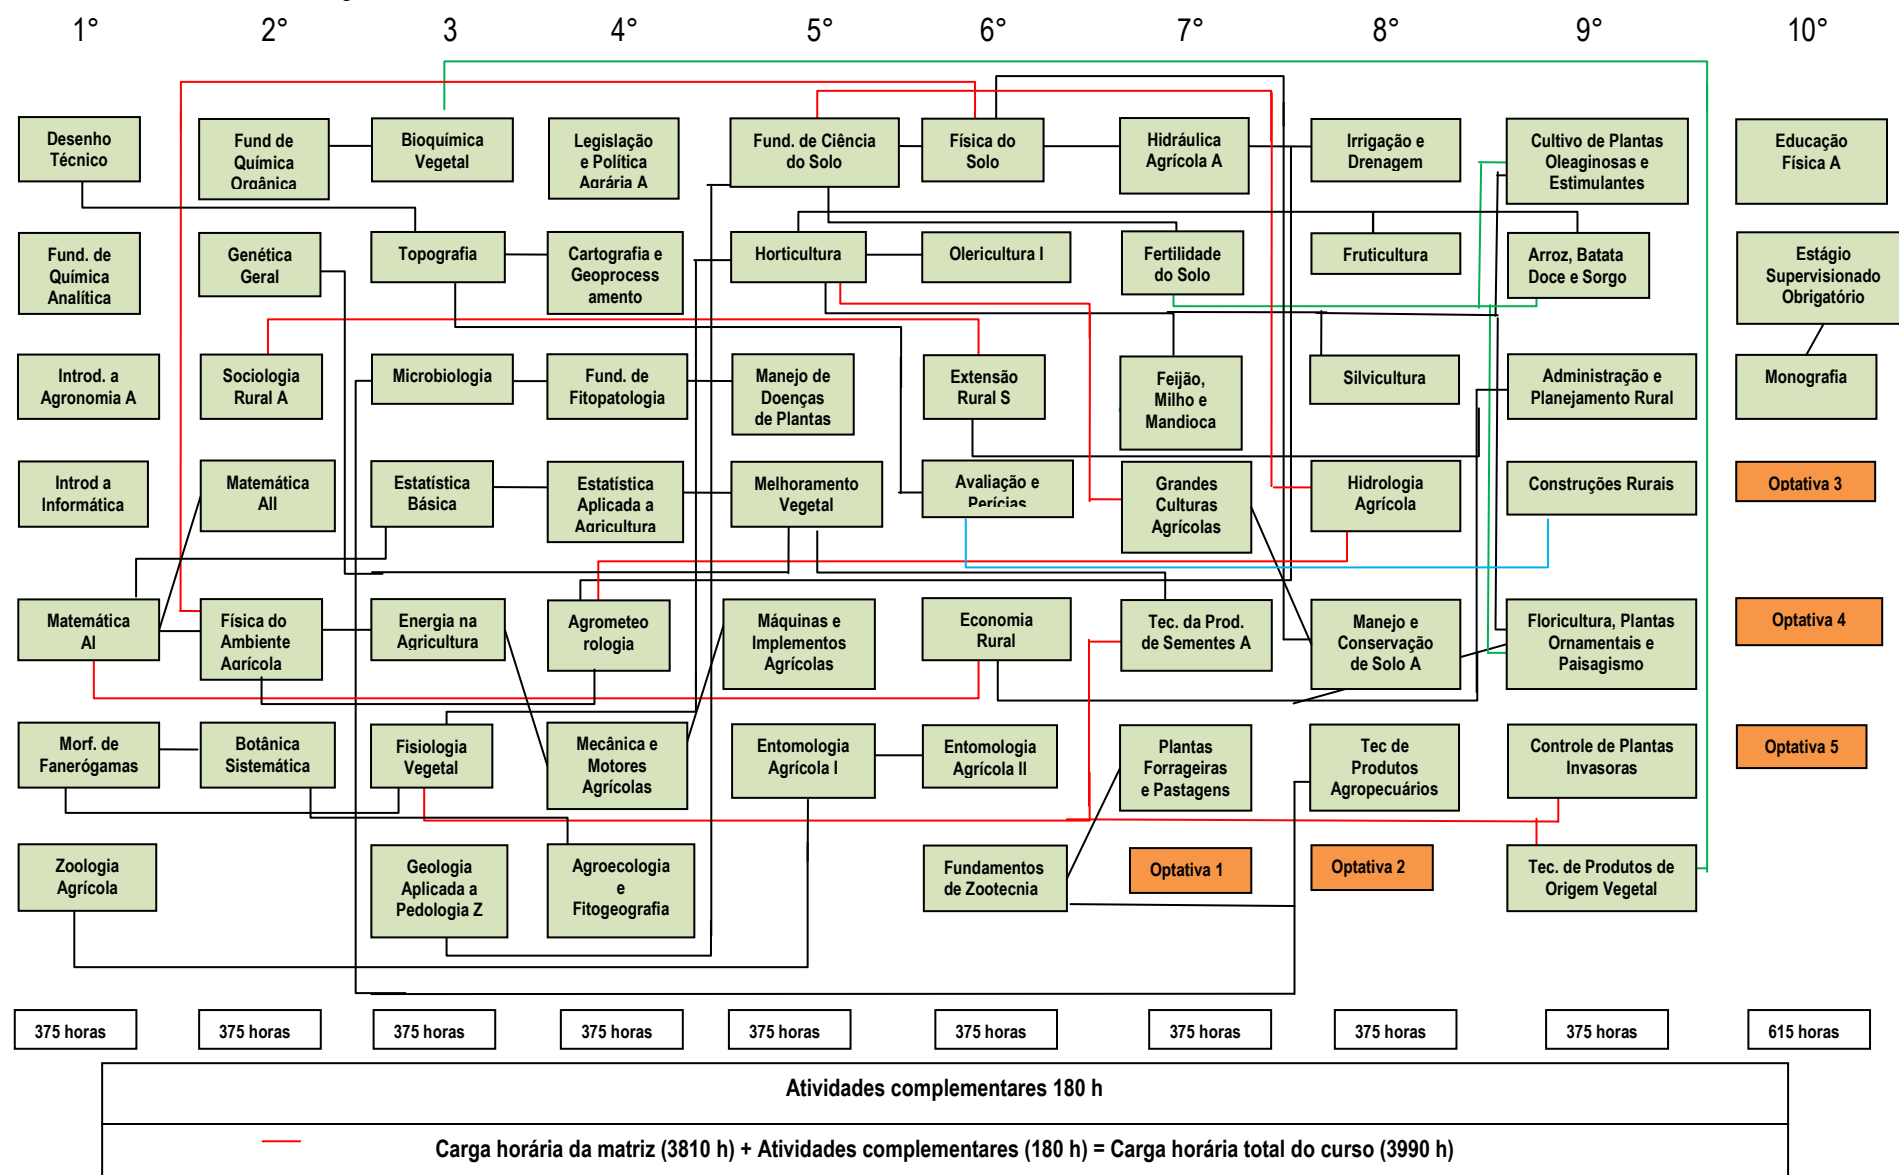 1° 2° 3 4° 5° 6° 7° 8° 9° 10°
Desenho
Técnico
Fund de
Química
Orgânica
Bioquímica
Vegetal
Legislação
e Política
Agrária A
Fund. de Ciência
do Solo
Física do
Solo
Hidráulica
Agrícola A
Irrigação e
Drenagem
Cultivo de Plantas
Oleaginosas e
Estimulantes
Educação
Física A
Fund. de
Química
Analítica
Genética
Geral
Topografia
Cartografia e
Geoprocess
amento
Horticultura
Olericultura I
Fertilidade
do Solo
Fruticultura
Arroz, Batata
Doce e Sorgo
Estágio
Supervisionado
Obrigatório
Introd. a
Agronomia A
Sociologia
Rural A
Microbiologia
Fund. de
Fitopatologia
Manejo de
Doenças
de Plantas
Extensão
Rural S
Feijão,
Milho e
Mandioca
Silvicultura
Administração e
Planejamento Rural
Monografia
Introd a
Informática
Matemática
AII
Estatística
Básica
Estatística
Aplicada a
Agricultura
Melhoramento
Vegetal
Avaliação e
Perícias
Grandes
Culturas
Agrícolas
Hidrologia
Agrícola
Construções Rurais
Optativa 3
Matemática
AI
Física do
Ambiente
Agrícola
Energia na
Agricultura
Agrometeo
rologia
Máquinas e
Implementos
Agrícolas
Economia
Rural
Tec. da Prod.
de Sementes A
Manejo e
Conservação
de Solo A
Floricultura, Plantas
Ornamentais e
Paisagismo
Optativa 4
Morf. de
Fanerógamas
Botânica
Sistemática
Fisiologia
Vegetal
Mecânica e
Motores
Agrícolas
Entomologia
Agrícola I
Entomologia
Agrícola II
Plantas
Forrageiras
e Pastagens
Tec de
Produtos
Agropecuários
Controle de Plantas
Invasoras
Optativa 5
Zoologia
Agrícola
Geologia
Aplicada a
Pedologia Z
Agroecologia
e
Fitogeografia
Fundamentos
de Zootecnia
Optativa 1
Optativa 2
Tec. de Produtos de
Origem Vegetal
375 horas 375 horas 375 horas 375 horas 375 horas 375 horas 375 horas 375 horas 375 horas 615 horas
Atividades complementares 180 h
Carga horária da matriz (3810 h) + Atividades complementares (180 h) = Carga horária total do curso (3990 h)